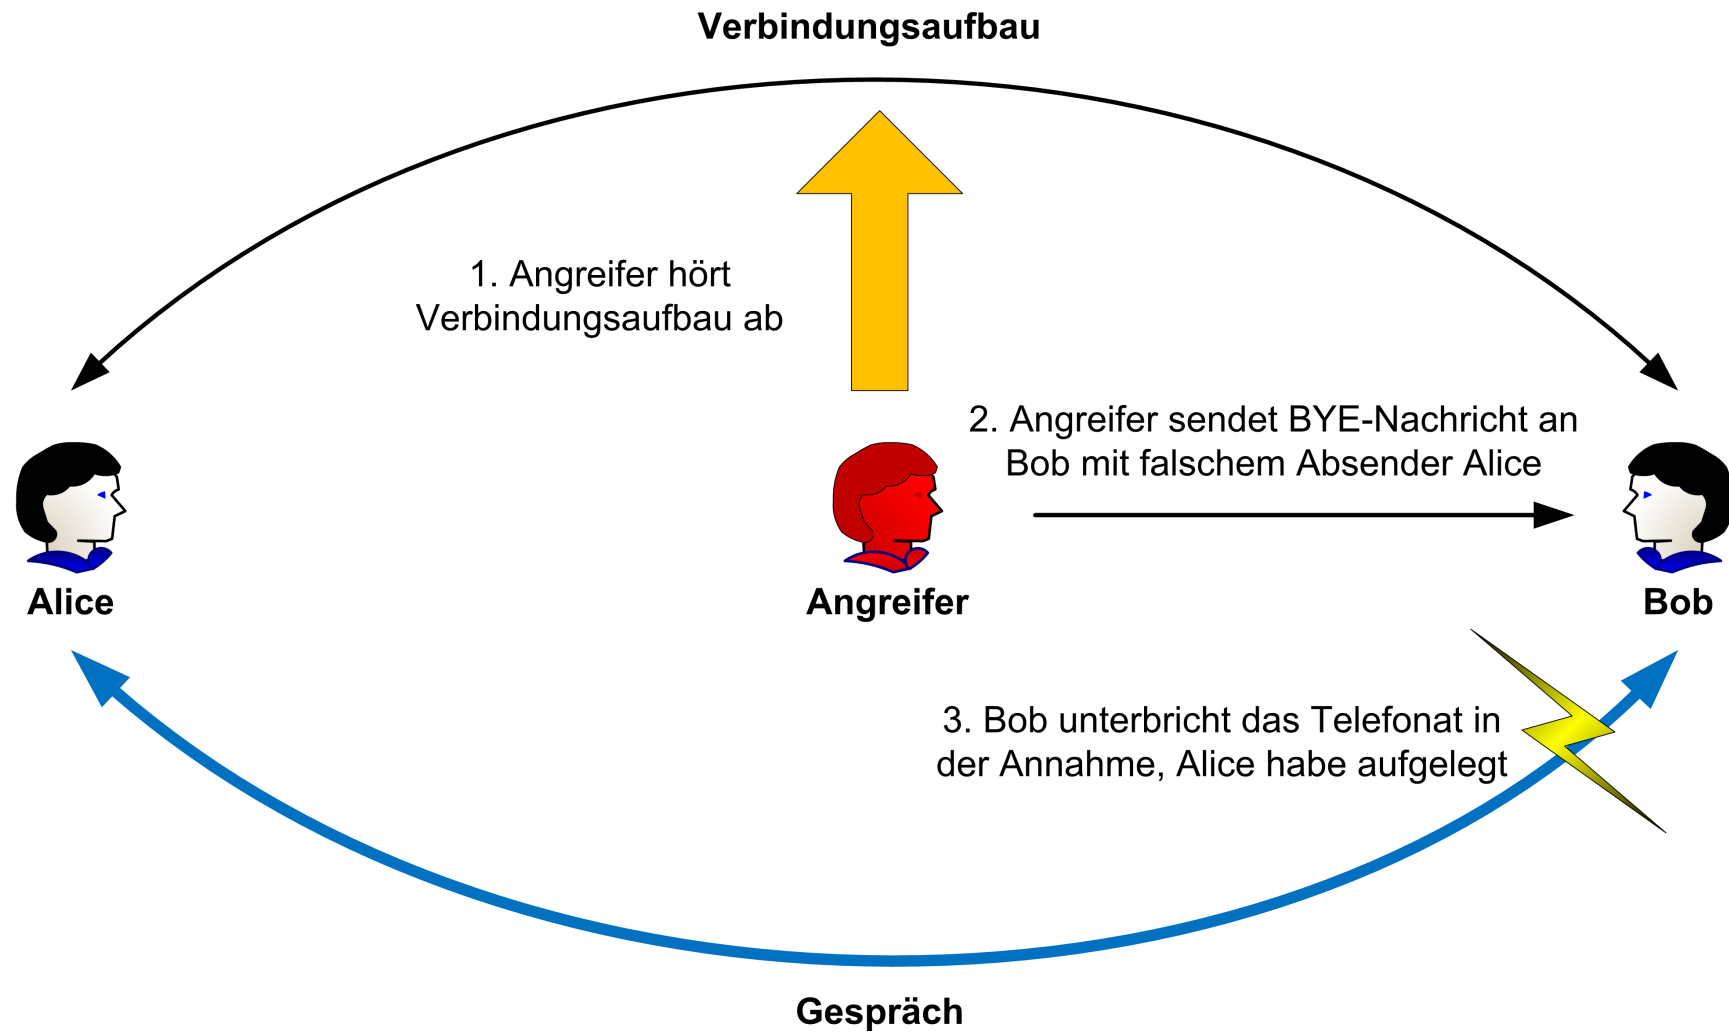 Verbindungsaufbau
1. Angreifer hört
Verbindungsaufbau ab
2. Angreifer sendet BYE-Nachricht an
Bob mit falschem Absender Alice
Alice
Angreifer
Bob
3. Bob unterbricht das Telefonat in
der Annahme, Alice habe aufgelegt
Gespräch